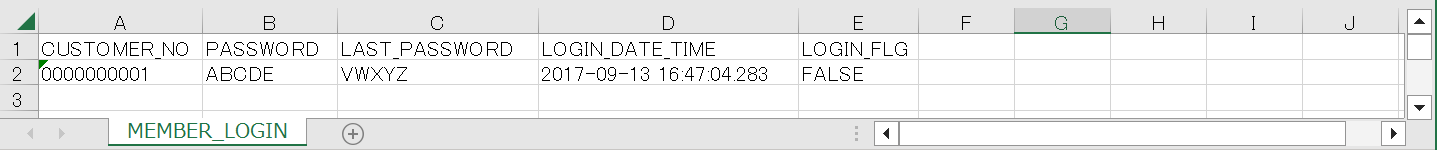 A B C D E F G H I J
1 CUSTOMER_NO PASSWORD LAST_PASSWORD LOGIN_DATE_TIME LOGIN_FLG
2 0000000001 ABCDE VWXYZ 2017-09-13 16:47:04.283 FALSE
3
MEMBER_LOGIN